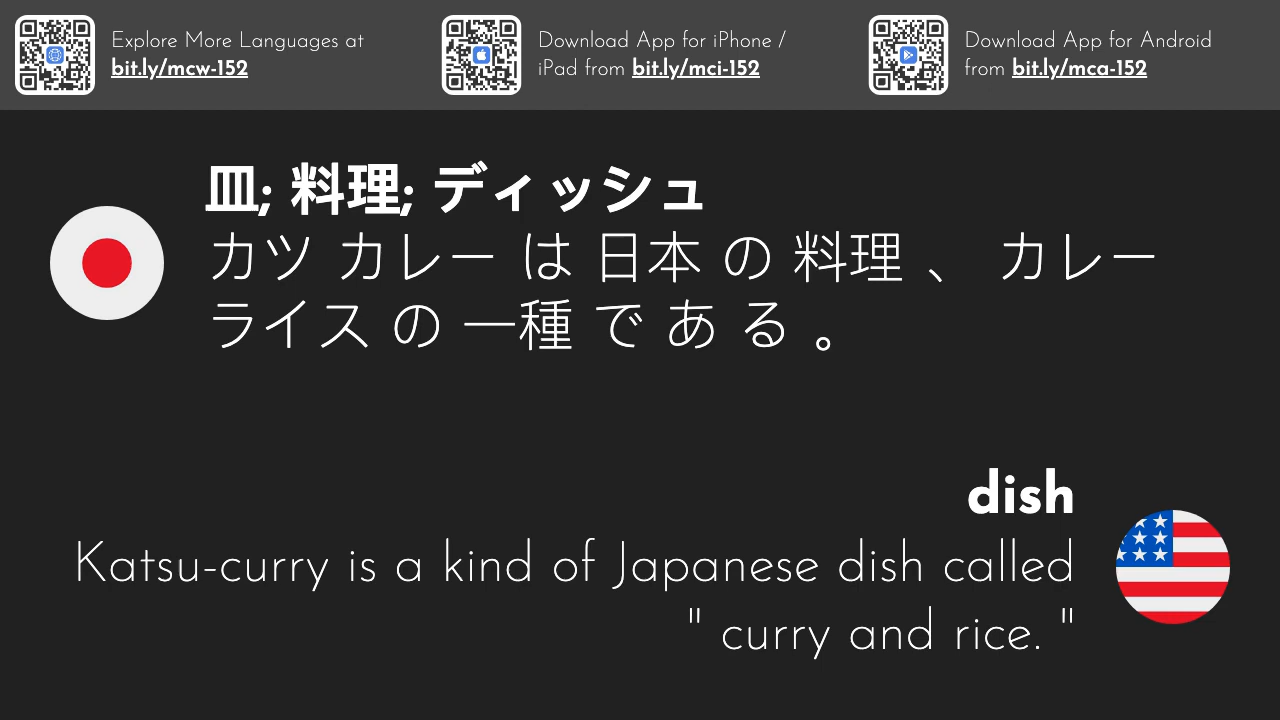 Explore More Languages at
bit.ly/mcw-152
Download App for iPhone /
iPad from bit.ly/mci-152
Download App for Android
from bit.ly/mca-152
皿; 料理; ディッシュ
カツ カレー は 日本 の 料理 、 カレー
ライス の 一種 で ある 。
dish
Katsu-curry is a kind of Japanese dish called
" curry and rice. "